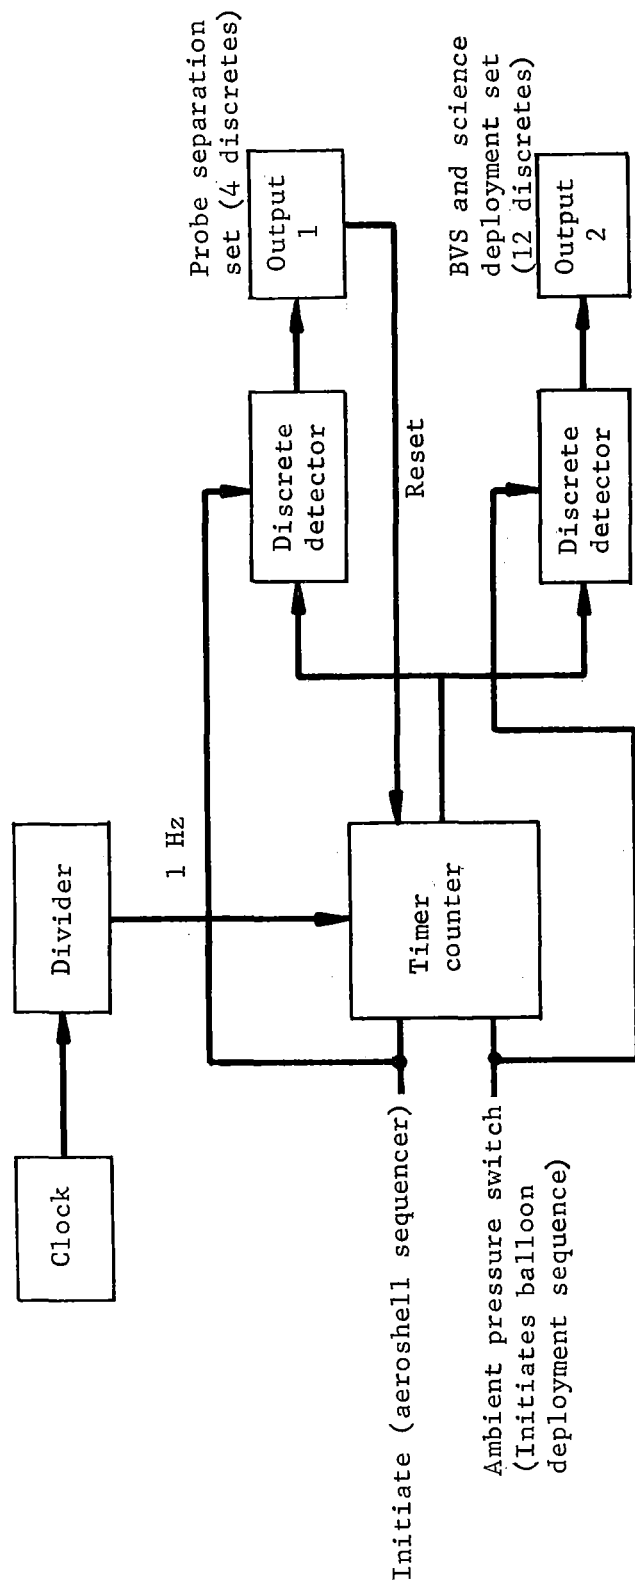 Clock
Divider
1 Hz
Initiate (aeroshell sequencer)
Ambient pressure switch
(Initiates balloon
deployment sequence)
Timer
counter
Reset
Discrete
detector
Output
1
Probe separation
set (4 discretes)
Discrete
detector
Output
2
BVS and science
deployment set
(12 discretes)